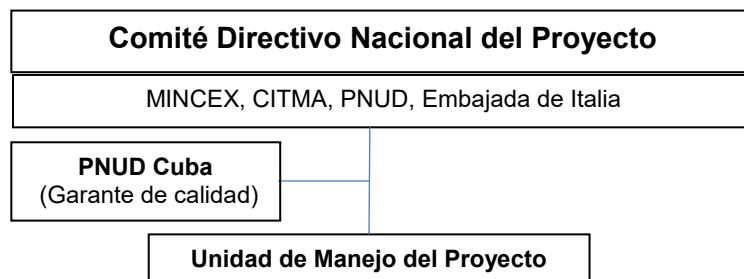 Comité Directivo Nacional del Proyecto
MINCEX, CITMA, PNUD, Embajada de Italia
PNUD Cuba
(Garante de calidad)
Unidad de Manejo del Proyecto